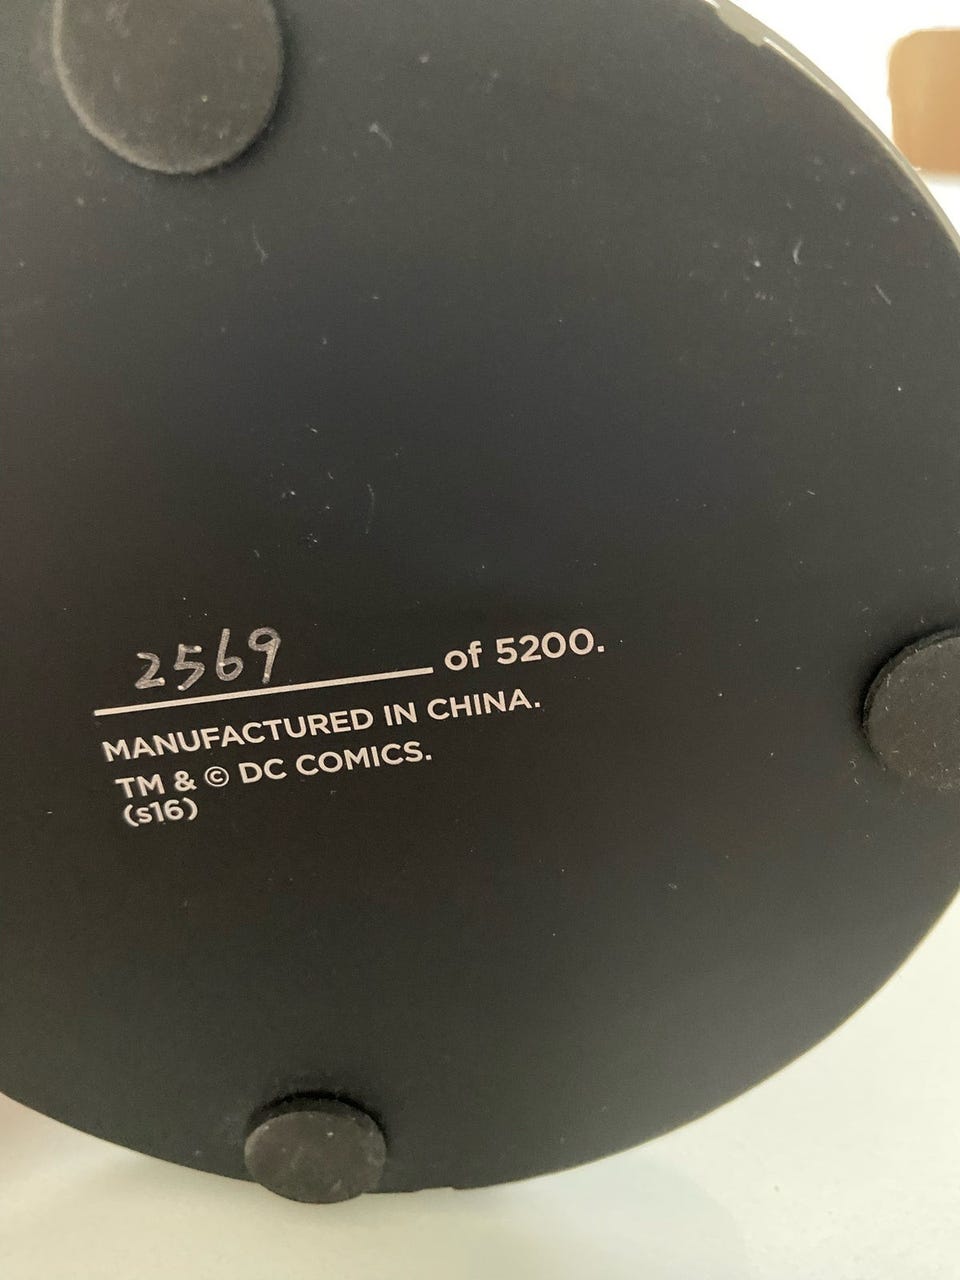 2569 of 5200.
MANUFACTURED IN CHINA.
TM & © DC COMICS.
(s16)